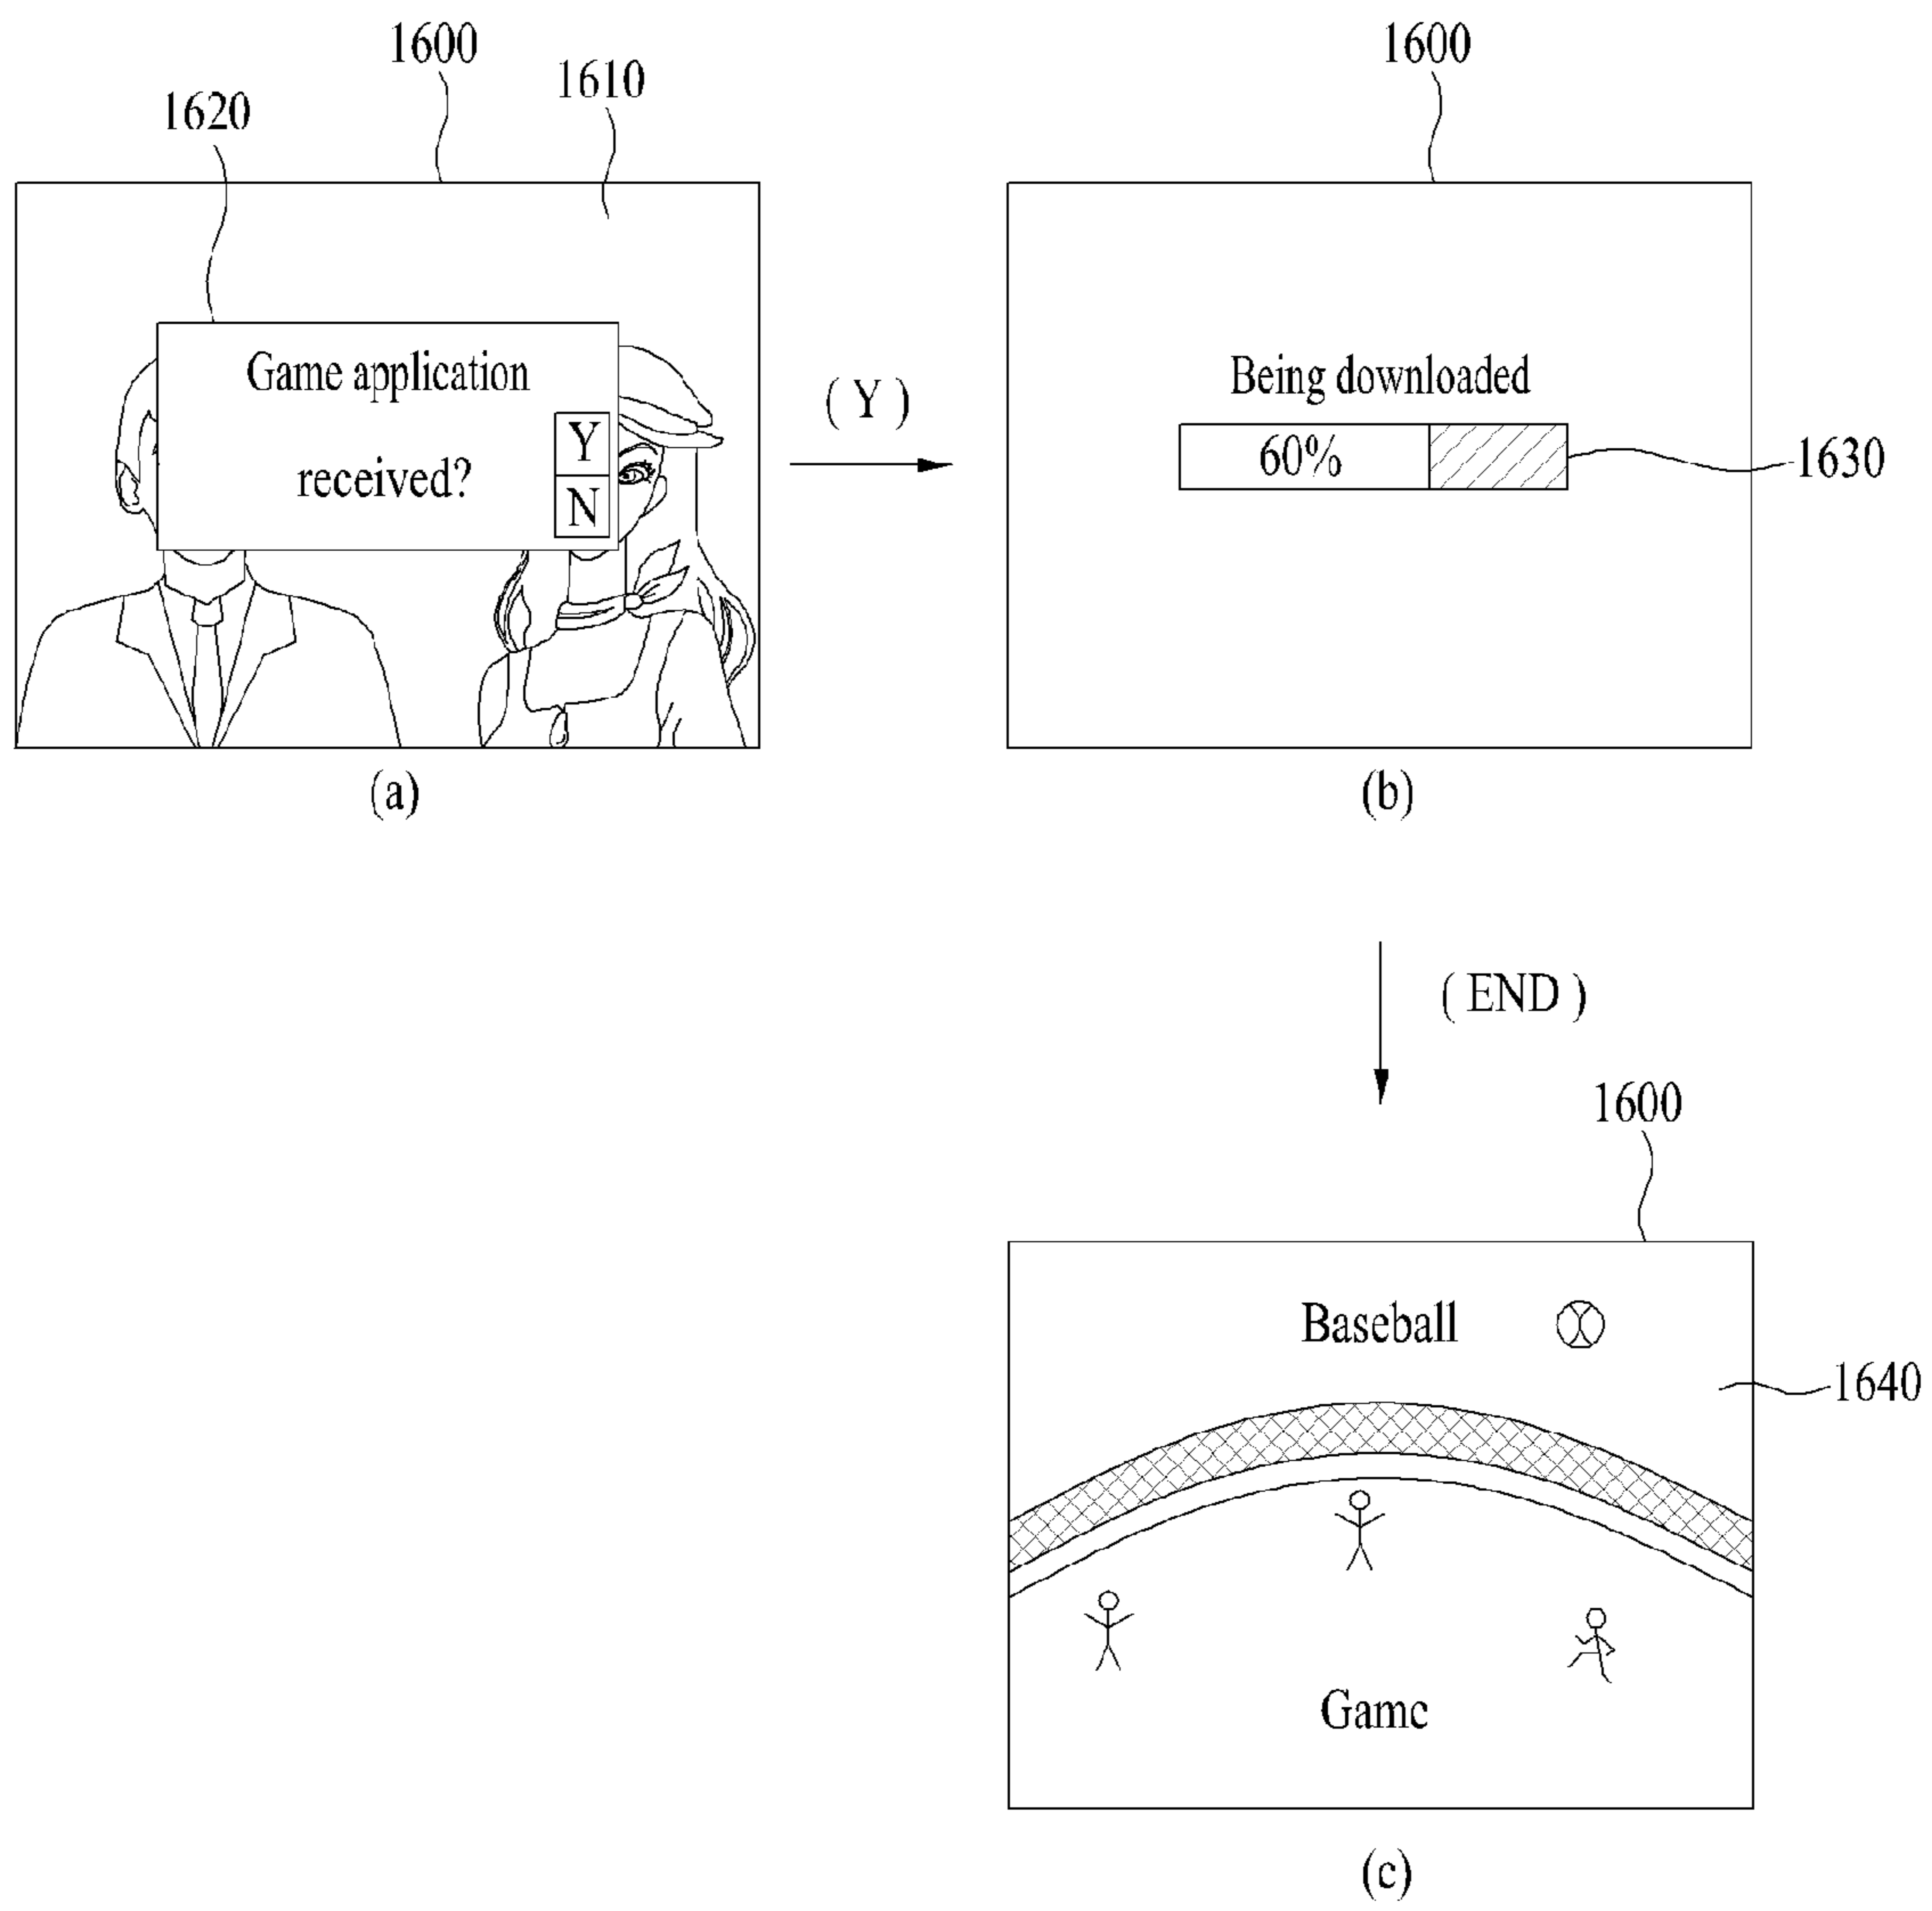 1600
1610
1620
Game application
received?
Y
N
(a)
( Y )
1600
Being downloaded
60%
1630
(b)
( END )
1600
Baseball
1640
Game
(c)